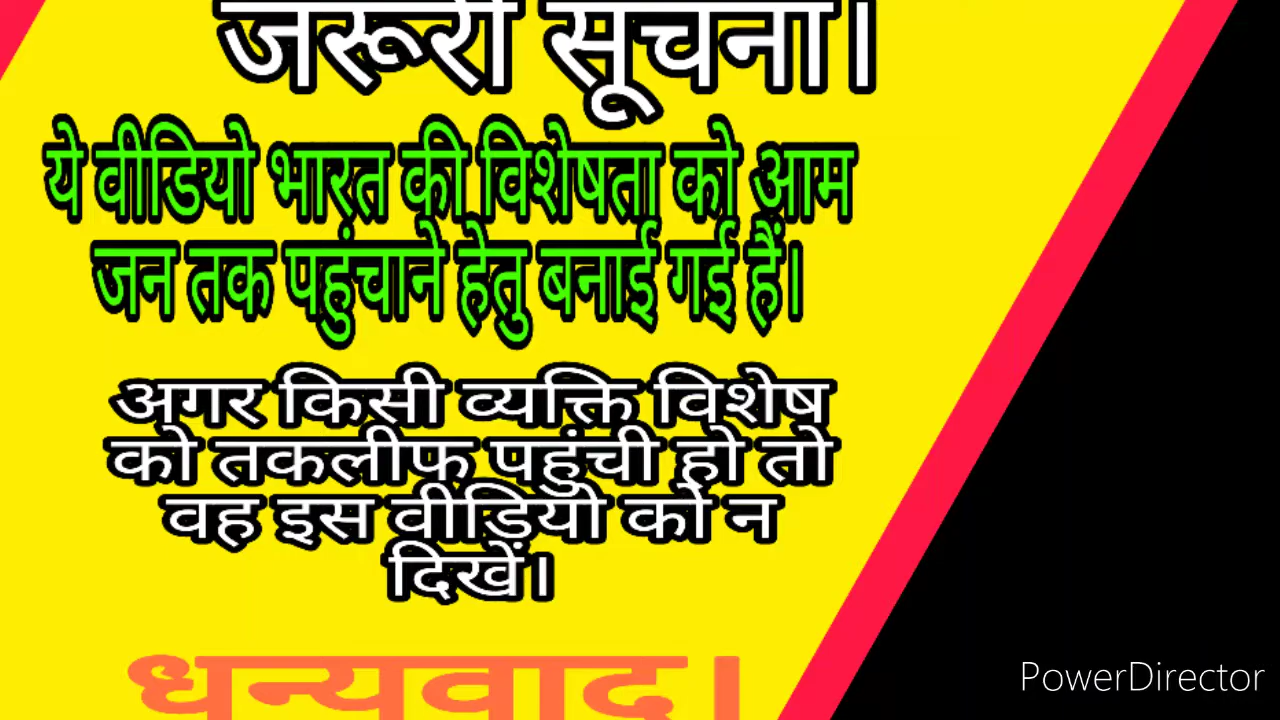 जरूरी सूचना।
ये वीडियो भारत की विशेषता को आम
जन तक पहुंचाने हेतु बनाई गई हैं।
अगर किसी व्यक्ति विशेष
को तकलीफ पहुंची हो तो
वह इस वीडियो को न
दिखें।
धन्यवाद।
PowerDirector